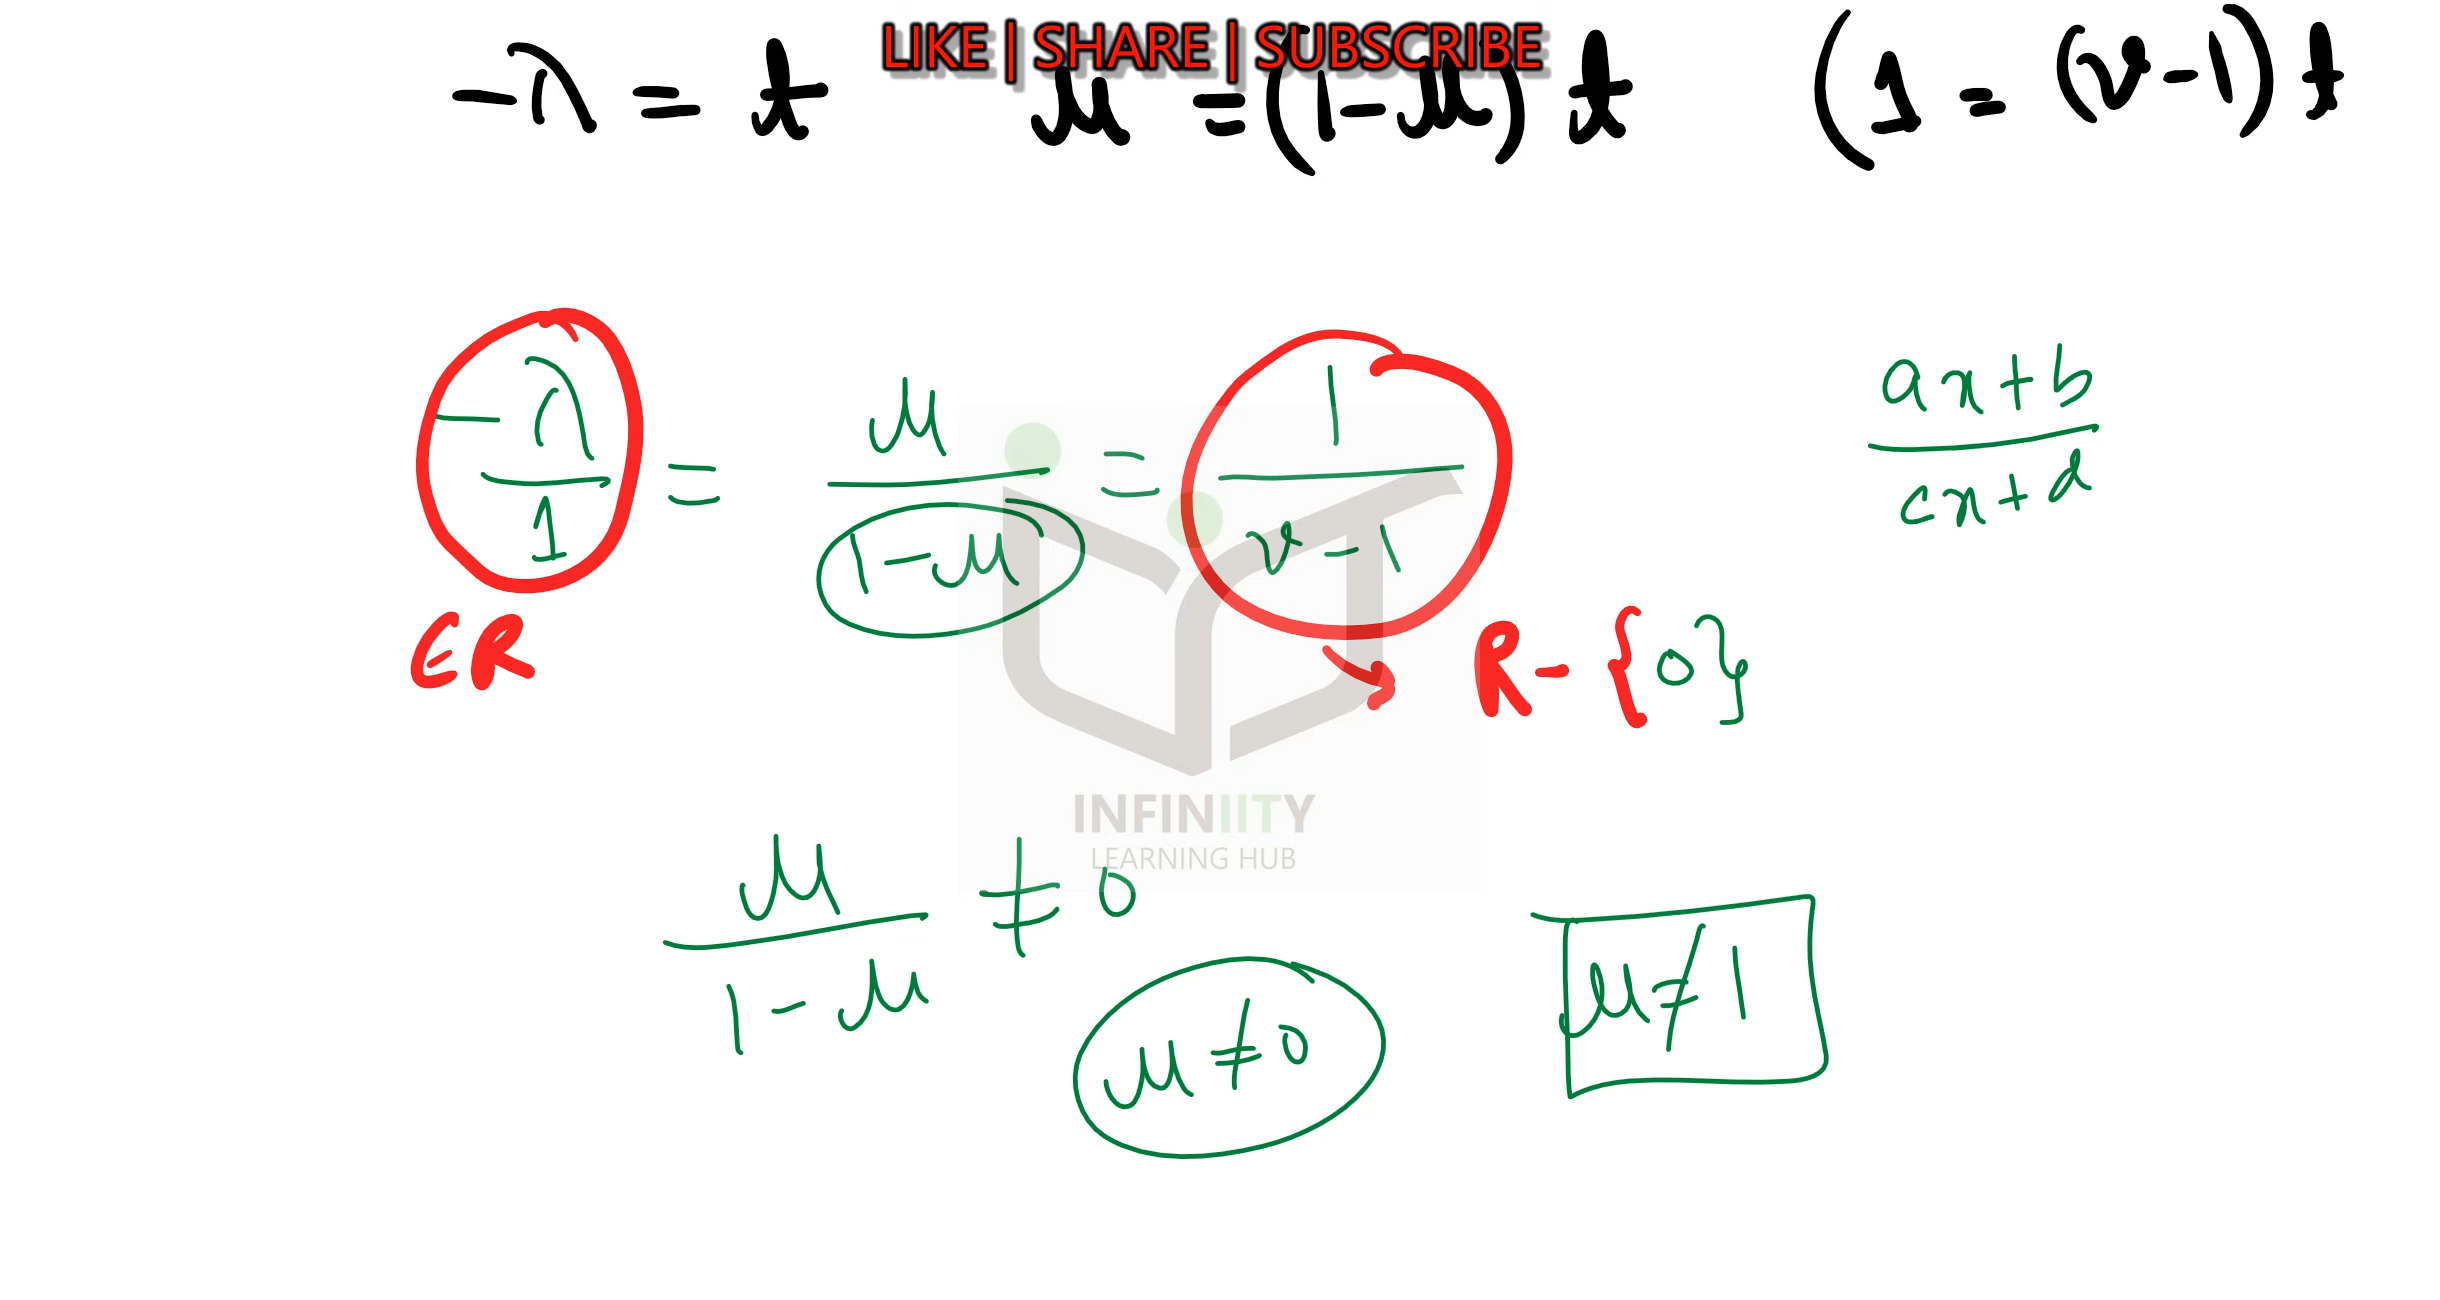 LIKE | SHARE | SUBSCRIBE
-λ = t μ = (1-μ) t (1 = (v-1)) t
-λ/1 = μ/(1-μ) = 1/(v-1)
(ax+b)/(cx+d)
∈R → R-{0}
INFINIITY
LEARNING HUB
μ/(1-μ) ≠ 0
μ≠0 μ≠1